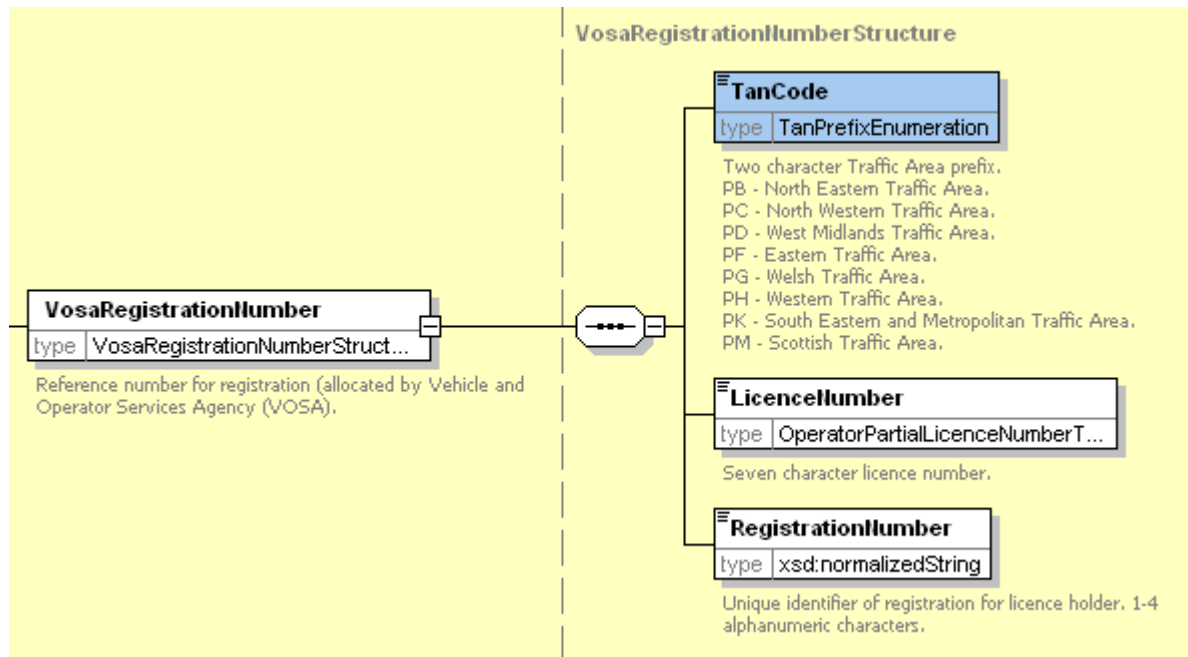 VosaRegistrationNumberStructure
TanCode
type TanPrefixEnumeration
Two character Traffic Area prefix.
PB - North Eastern Traffic Area.
PC - North Western Traffic Area.
PD - West Midlands Traffic Area.
PF - Eastern Traffic Area.
PG - Welsh Traffic Area.
PH - Western Traffic Area.
PK - South Eastern and Metropolitan Traffic Area.
PM - Scottish Traffic Area.
VosaRegistrationNumber
type VosaRegistrationNumberStruct...
Reference number for registration (allocated by Vehicle and
Operator Services Agency (VOSA).
LicenceNumber
type OperatorPartialLicenceNumberT...
Seven character licence number.
RegistrationNumber
type xsd:normalizedString
Unique identifier of registration for licence holder. 1-4
alphanumeric characters.